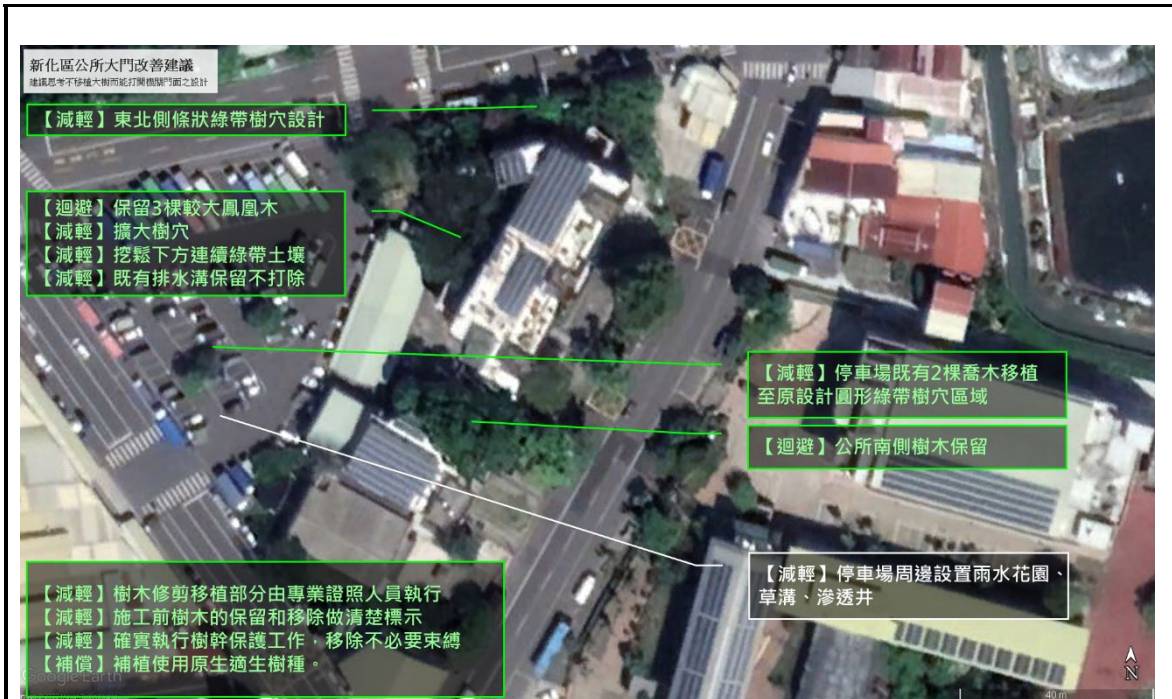 新化區公所大門改善建議
建議思考不移植大樹而能打開機關門面之設計
【減輕】東北側條狀綠帶樹穴設計
【迴避】保留3棵較大鳳凰木
【減輕】擴大樹穴
【減輕】挖鬆下方連續綠帶土壤
【減輕】既有排水溝保留不打除
【減輕】停車場既有2棵喬木移植
至原設計圓形綠帶樹穴區域
【迴避】公所南側樹木保留
【減輕】停車場周邊設置雨水花園、
草溝、滲透井
【減輕】樹木修剪移植部分由專業證照人員執行
【減輕】施工前樹木的保留和移除做清楚標示
【減輕】確實執行樹幹保護工作，移除不必要束縛
【補償】補植使用原生適生樹種。
Google Earth
N
40 m